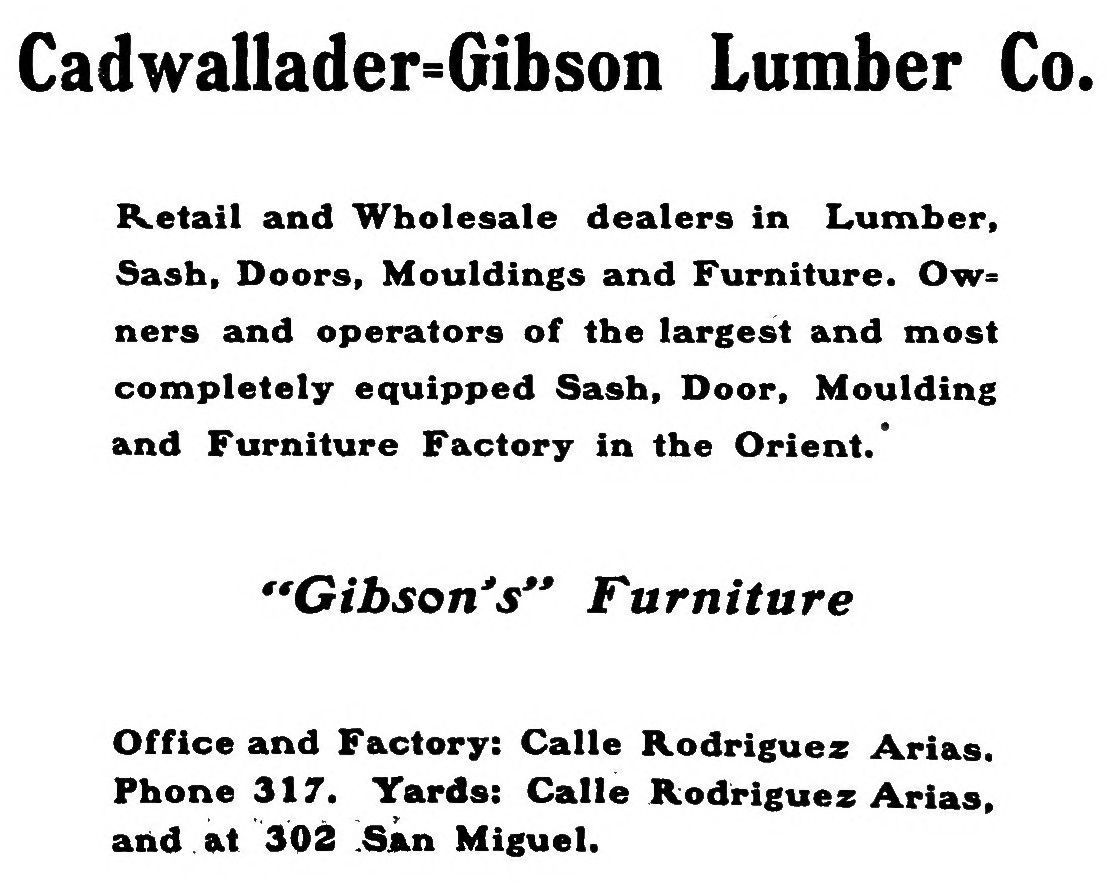 Cadwallader=Gibson Lumber Co.
Retail and Wholesale dealers in Lumber,
Sash, Doors, Mouldings and Furniture. Ow=
ners and operators of the largest and most
completely equipped Sash, Door, Moulding
and Furniture Factory in the Orient.
“Gibson’s” Furniture
Office and Factory: Calle Rodriguez Arias.
Phone 317. Yards: Calle Rodriguez Arias,
and at 302 San Miguel.